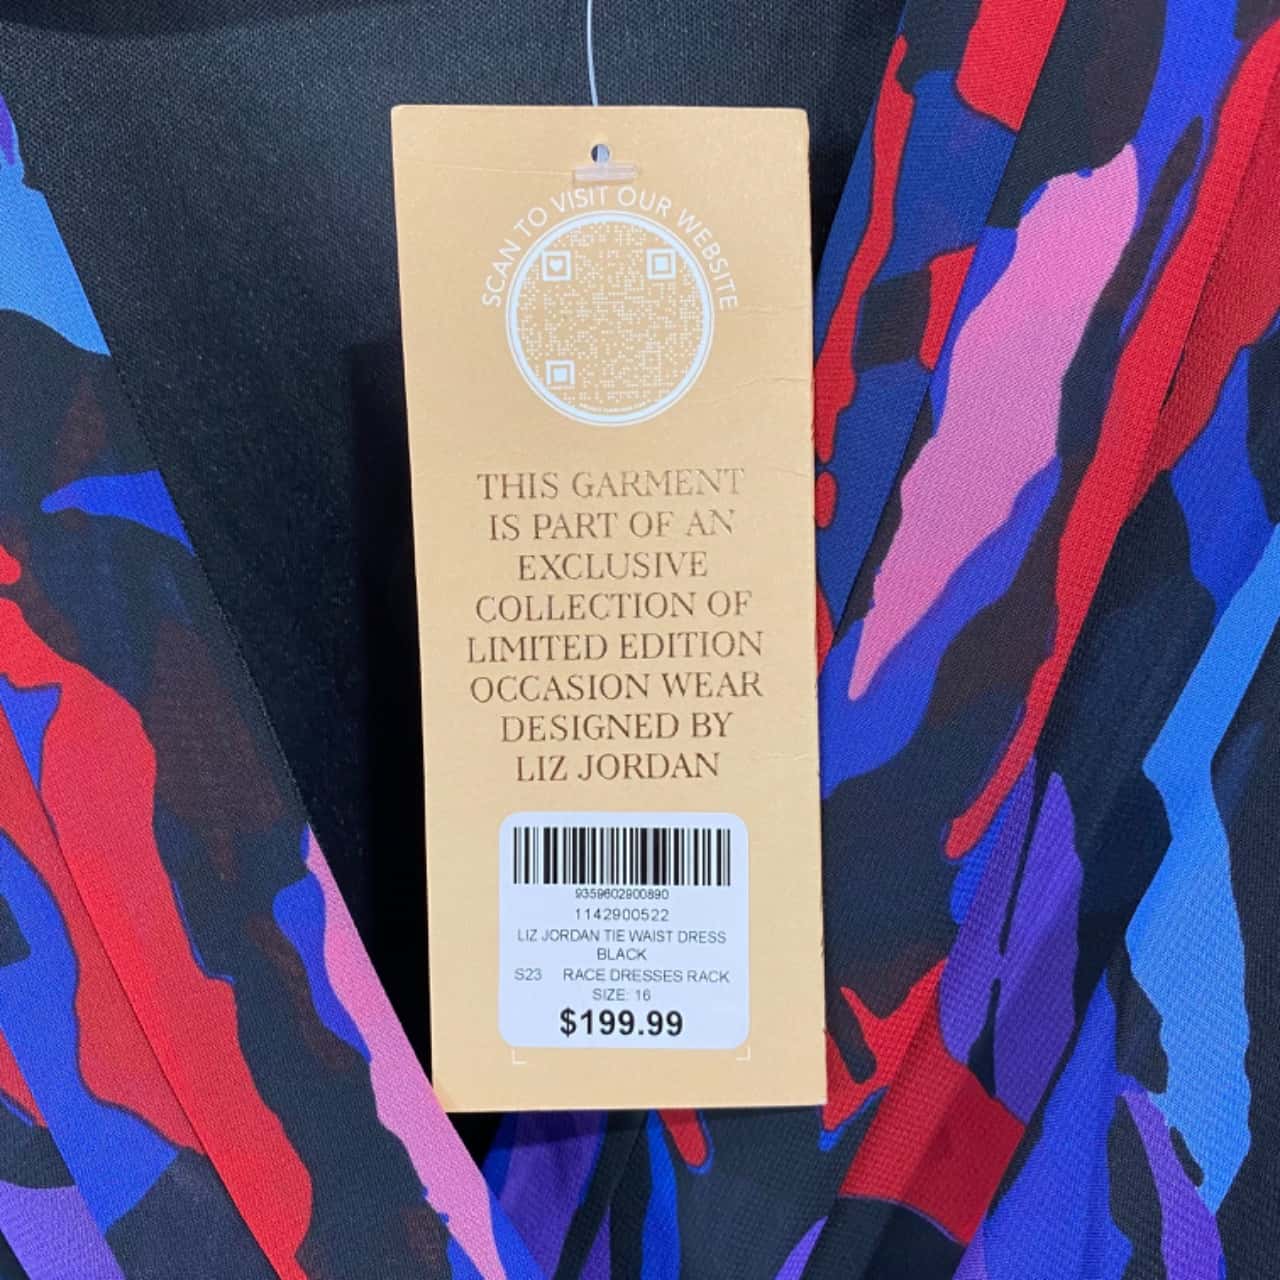 SCAN TO VISIT OUR WEBSITE
THIS GARMENT
IS PART OF AN
EXCLUSIVE
COLLECTION OF
LIMITED EDITION
OCCASION WEAR
DESIGNED BY
LIZ JORDAN
9359602900890
1142900522
LIZ JORDAN TIE WAIST DRESS
BLACK
S23 RACE DRESSES RACK
SIZE: 16
$199.99